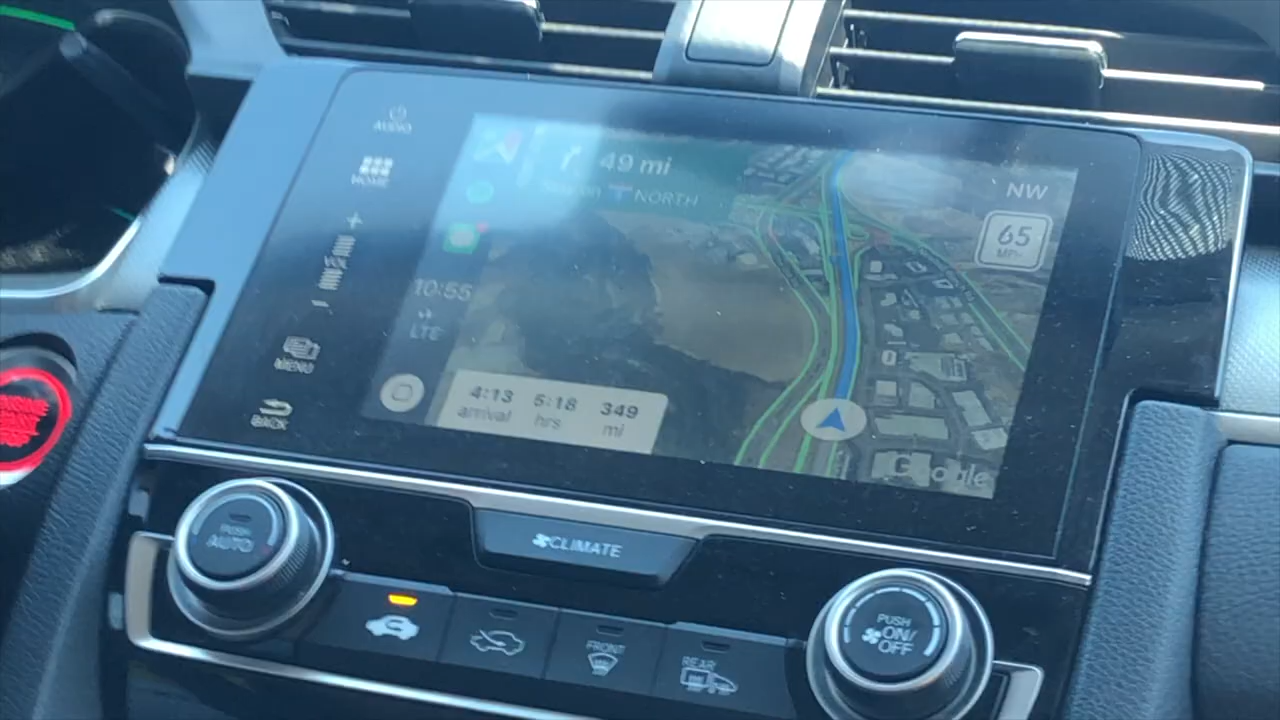 AUDIO
HOME
+
VOL
−
MENU
BACK
10:55
LTE
49 mi
NORTH
NW
65
MPH
4:13 5:18 349
arrival hrs mi
Google
PUSH
AUTO
CLIMATE
FRONT
REAR
PUSH
ON/
OFF